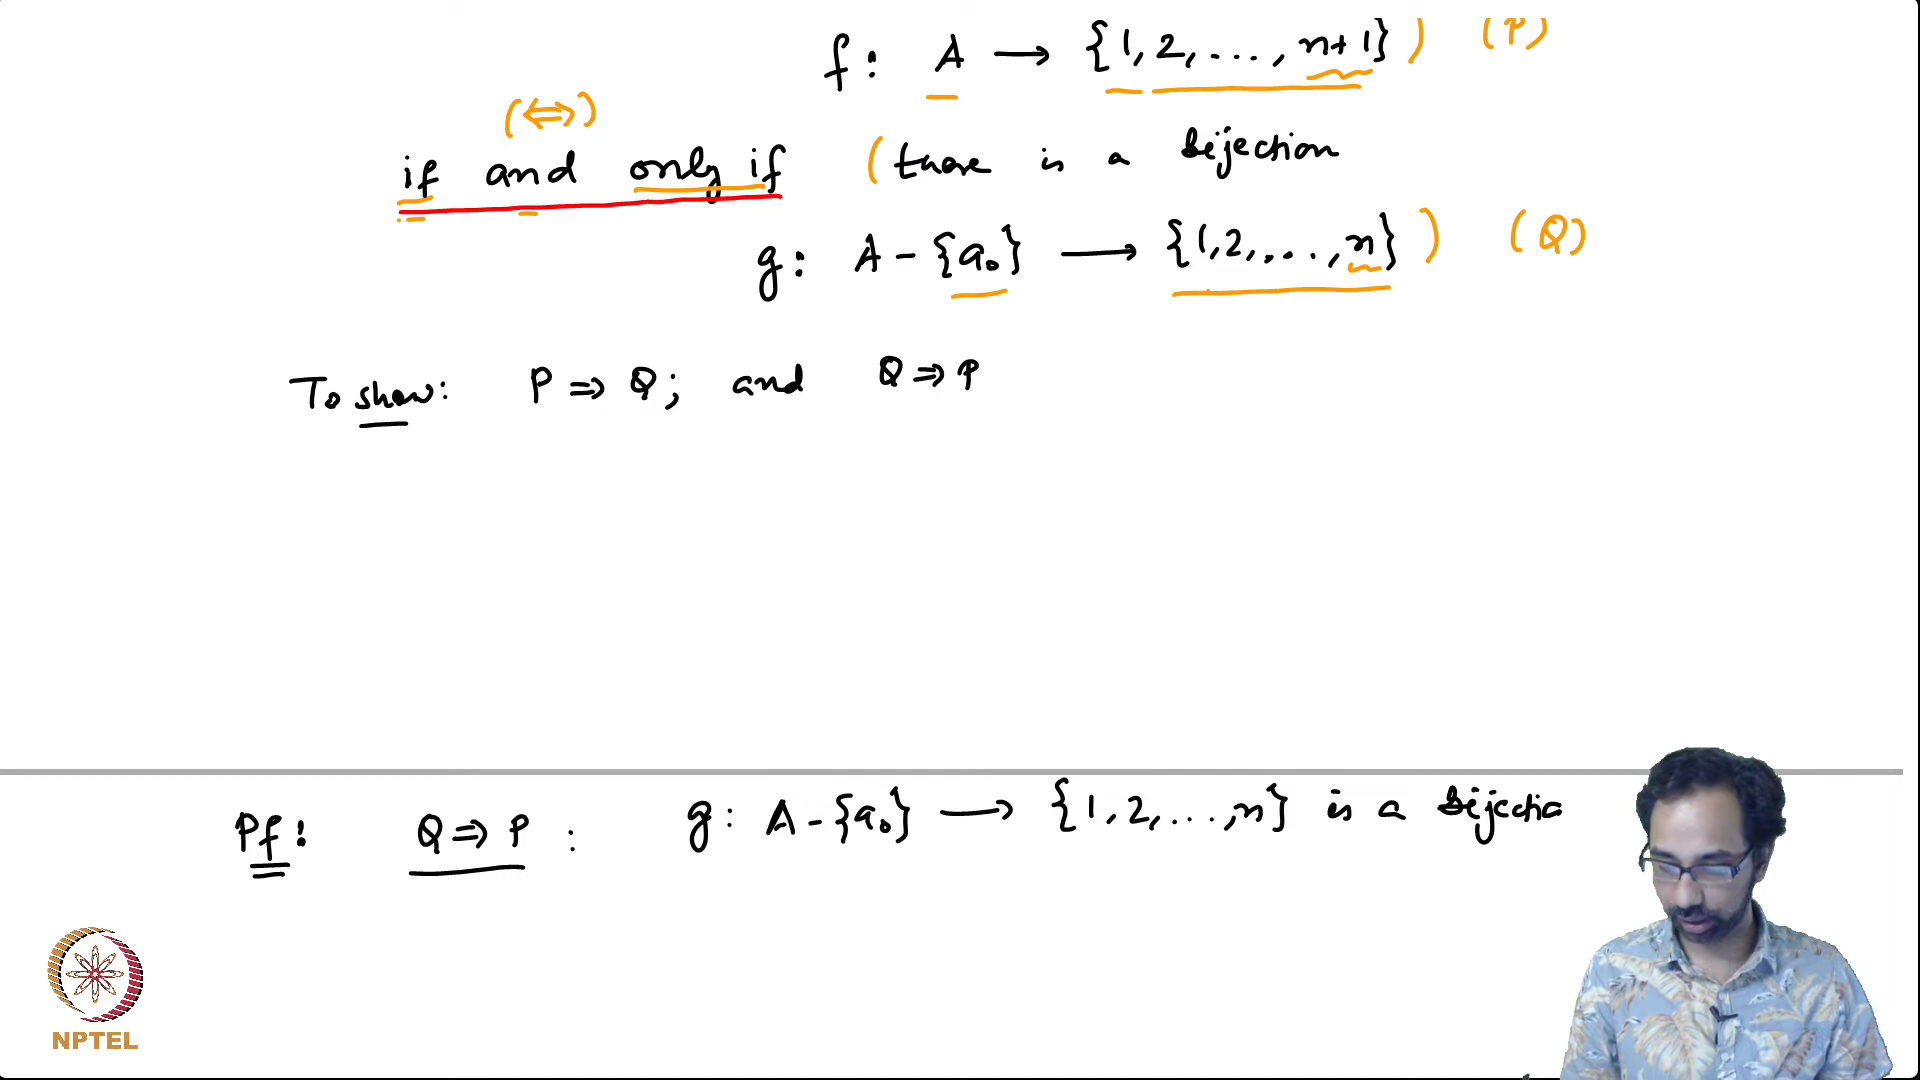 f: A ⟶ {1, 2, ..., n+1}) (P)
(⟺)
if and only if (there is a bijection
g: A - {a₀} ⟶ {1,2,...,n}) (Q)
To show: P ⇒ Q; and Q ⇒ P
Pf: Q ⇒ P : g: A - {a₀} ⟶ {1, 2, ..., n} is a bijectio
NPTEL